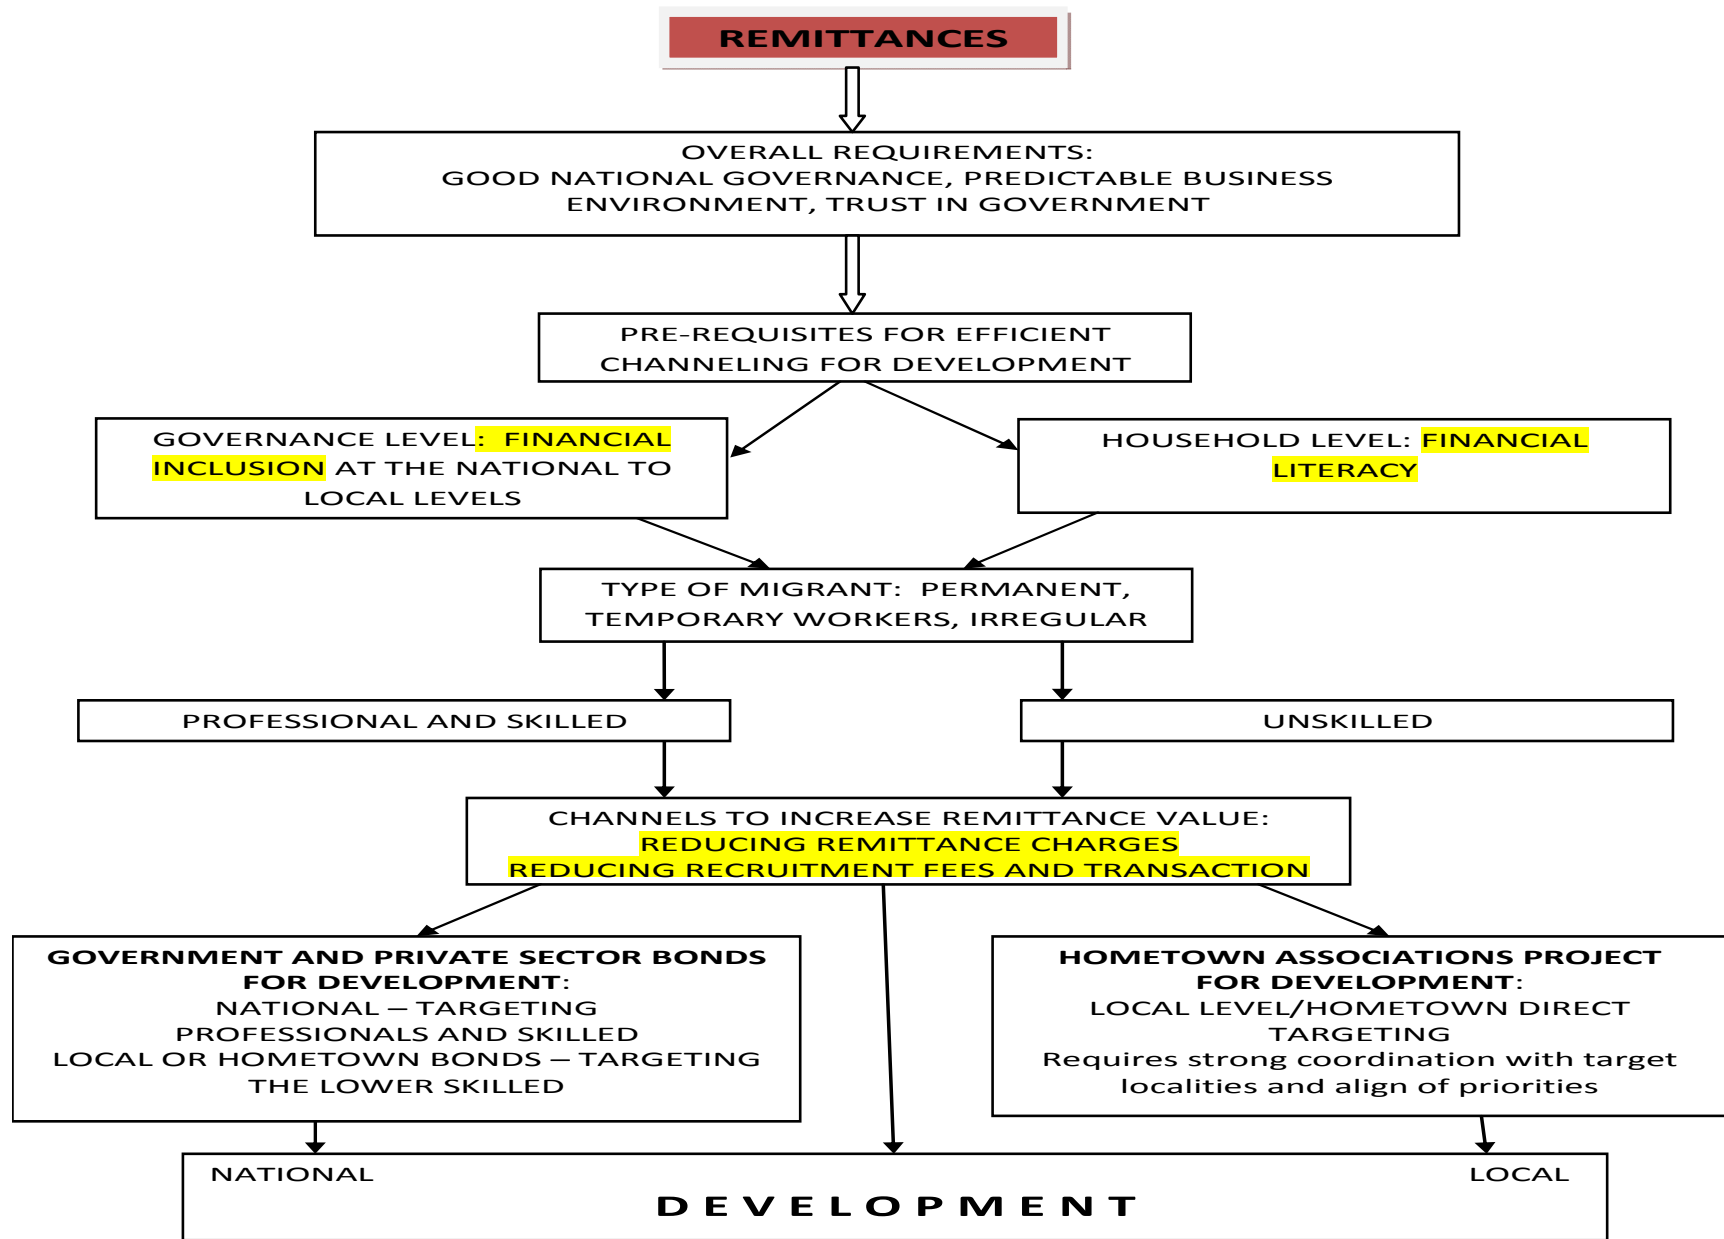 REMITTANCES
OVERALL REQUIREMENTS:
GOOD NATIONAL GOVERNANCE, PREDICTABLE BUSINESS
ENVIRONMENT, TRUST IN GOVERNMENT
PRE-REQUISITES FOR EFFICIENT
CHANNELING FOR DEVELOPMENT
GOVERNANCE LEVEL:  FINANCIAL
INCLUSION AT THE NATIONAL TO
LOCAL LEVELS
HOUSEHOLD LEVEL: FINANCIAL
LITERACY
TYPE OF MIGRANT:  PERMANENT,
TEMPORARY WORKERS, IRREGULAR
PROFESSIONAL AND SKILLED
UNSKILLED
CHANNELS TO INCREASE REMITTANCE VALUE:
REDUCING REMITTANCE CHARGES
REDUCING RECRUITMENT FEES AND TRANSACTION
GOVERNMENT AND PRIVATE SECTOR BONDS
FOR DEVELOPMENT:
NATIONAL – TARGETING
PROFESSIONALS AND SKILLED
LOCAL OR HOMETOWN BONDS – TARGETING
THE LOWER SKILLED
HOMETOWN ASSOCIATIONS PROJECT
FOR DEVELOPMENT:
LOCAL LEVEL/HOMETOWN DIRECT
TARGETING
Requires strong coordination with target
localities and align of priorities
NATIONAL
LOCAL
D E V E L O P M E N T